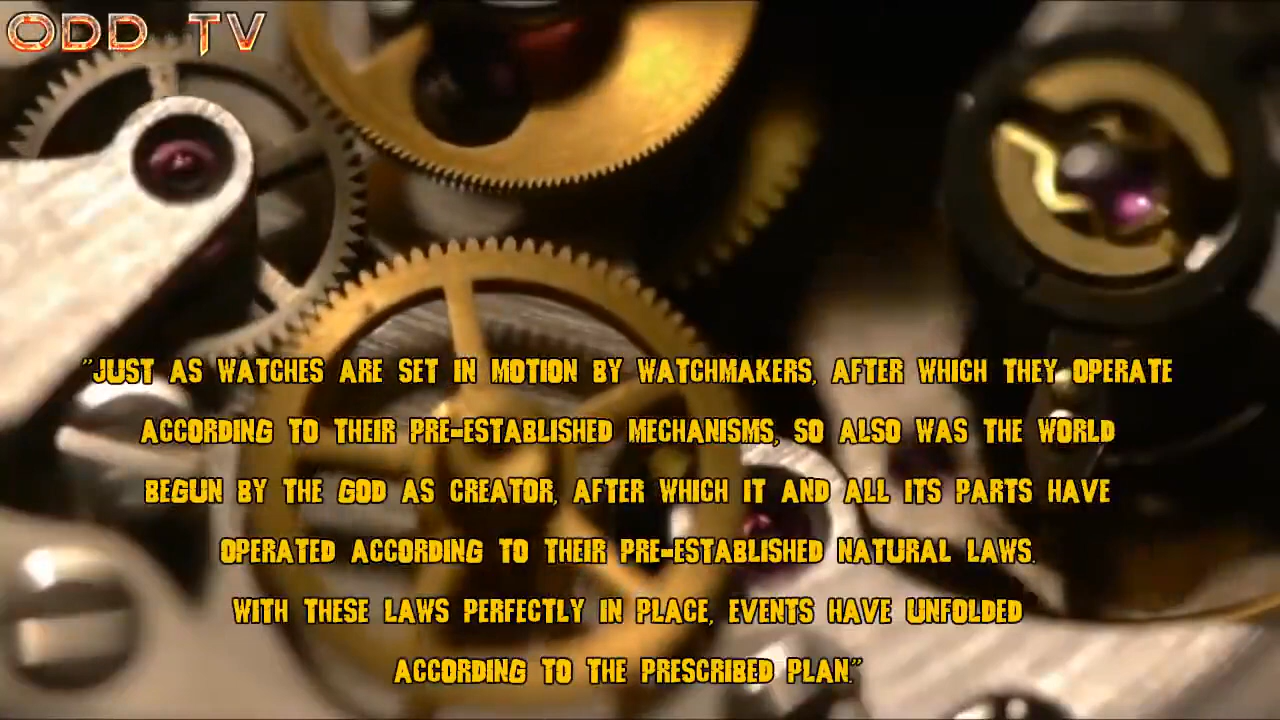 ODD TV
"JUST AS WATCHES ARE SET IN MOTION BY WATCHMAKERS, AFTER WHICH THEY OPERATE
ACCORDING TO THEIR PRE-ESTABLISHED MECHANISMS, SO ALSO WAS THE WORLD
BEGUN BY THE GOD AS CREATOR, AFTER WHICH IT AND ALL ITS PARTS HAVE
OPERATED ACCORDING TO THEIR PRE-ESTABLISHED NATURAL LAWS.
WITH THESE LAWS PERFECTLY IN PLACE, EVENTS HAVE UNFOLDED
ACCORDING TO THE PRESCRIBED PLAN."